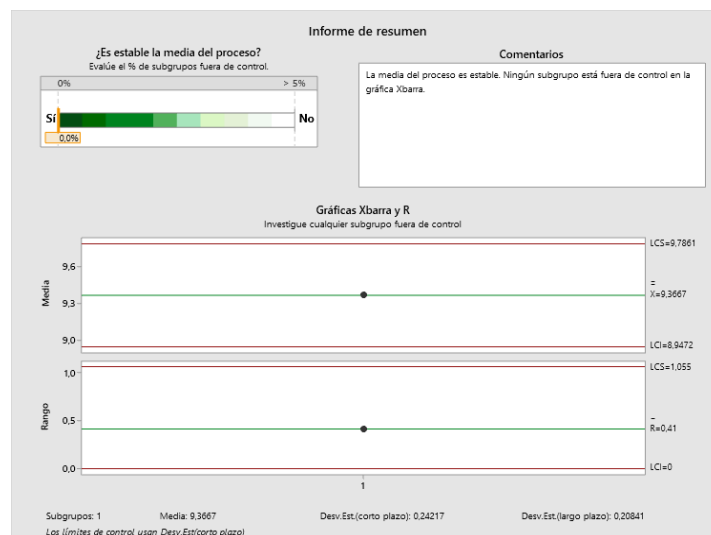 Informe de resumen
¿Es estable la media del proceso?
Evalúe el % de subgrupos fuera de control.
0%
> 5%
Sí
No
0,0%
Comentarios
La media del proceso es estable. Ningún subgrupo está fuera de control en la
gráfica Xbarra.
Gráficas Xbarra y R
Investigue cualquier subgrupo fuera de control
Media
9,6
9,3
9,0
LCS=9,7861
X=9,3667
LCI=8,9472
Rango
1,0
0,5
0,0
LCS=1,055
R=0,41
LCI=0
1
Subgrupos: 1
Media: 9,3667
Desv.Est.(corto plazo): 0,24217
Desv.Est.(largo plazo): 0,20841
Los límites de control usan Desv.Est(corto plazo)